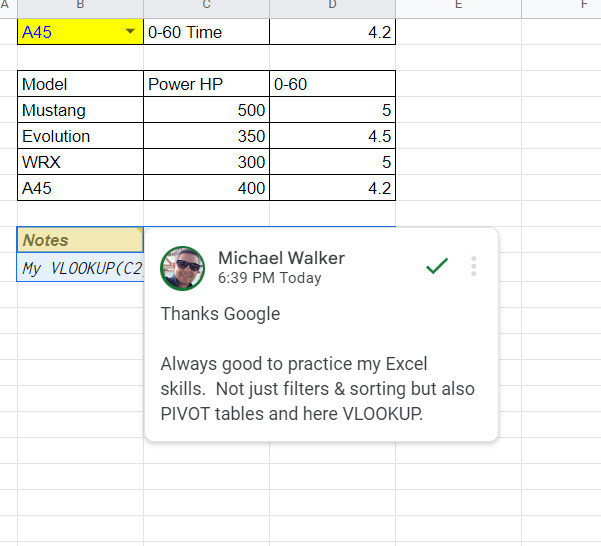 A B C D E F
A45 0-60 Time 4.2
Model Power HP 0-60
Mustang 500 5
Evolution 350 4.5
WRX 300 5
A45 400 4.2
Notes
My VLOOKUP(C2
Michael Walker
6:39 PM Today
Thanks Google
Always good to practice my Excel
skills. Not just filters & sorting but also
PIVOT tables and here VLOOKUP.